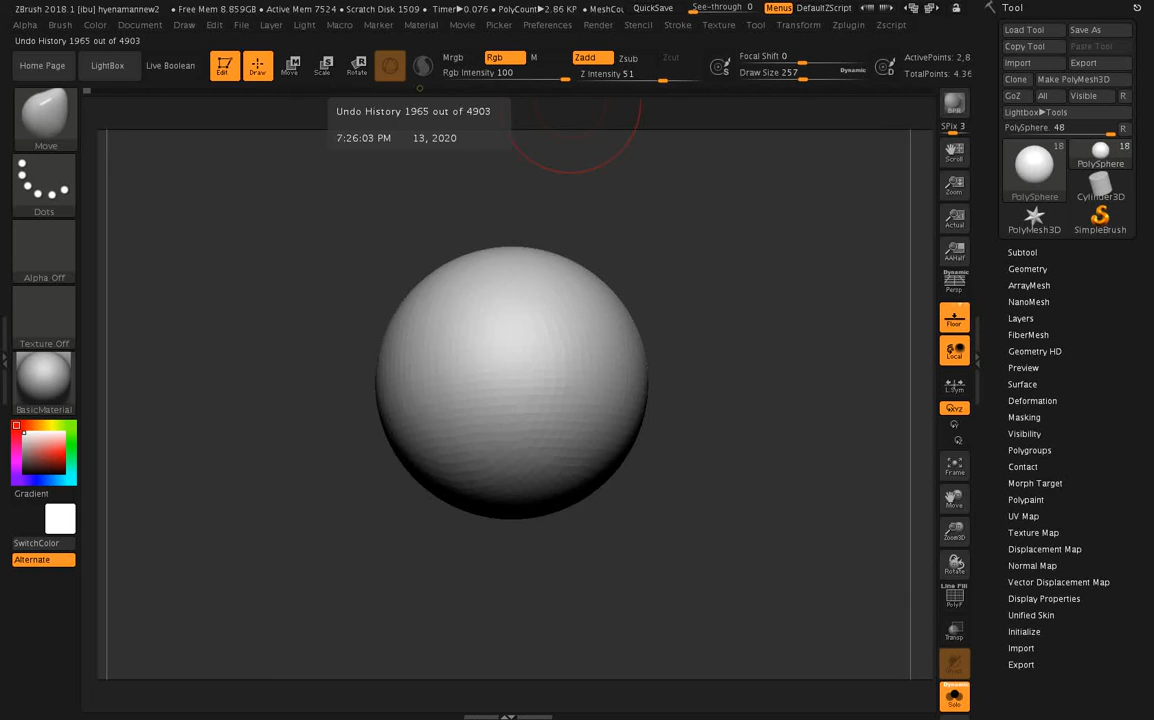 ZBrush 2018.1 [ibu] hyenamannew2 • Free Mem 8.859GB • Active Mem 7524 • Scratch Disk 1509 • Timer▶0.076 • PolyCount▶2.86 KP • MeshCou QuickSave See-through 0 Menus DefaultZScript
Alpha Brush Color Document Draw Edit File Layer Light Macro Marker Material Movie Picker Preferences Render Stencil Stroke Texture Tool Transform Zplugin Zscript
Undo History 1965 out of 4903
Home Page LightBox Live Boolean Edit Draw Move Scale Rotate
Mrgb Rgb M
Rgb Intensity 100
Zadd Zsub Zcut
Z Intensity 51
Focal Shift 0
Draw Size 257 Dynamic
ActivePoints: 2,8
TotalPoints: 4.36
Undo History 1965 out of 4903
7:26:03 PM 13, 2020
Move
Dots
Alpha Off
Texture Off
BasicMaterial
Gradient
SwitchColor
Alternate
BPR
SPix 3
Scroll
Zoom
Actual
AAHalf
Dynamic
Persp
Floor
Local
L.Sym
XYZ
Frame
Move
Zoom3D
Rotate
Line Fill
PolyF
Transp
Dynamic
Solo
Tool
Load Tool Save As
Copy Tool Paste Tool
Import Export
Clone Make PolyMesh3D
GoZ All Visible R
Lightbox▶Tools
PolySphere. 48 R
18 18
PolySphere
PolySphere Cylinder3D
PolyMesh3D SimpleBrush
Subtool
Geometry
ArrayMesh
NanoMesh
Layers
FiberMesh
Geometry HD
Preview
Surface
Deformation
Masking
Visibility
Polygroups
Contact
Morph Target
Polypaint
UV Map
Texture Map
Displacement Map
Normal Map
Vector Displacement Map
Display Properties
Unified Skin
Initialize
Import
Export